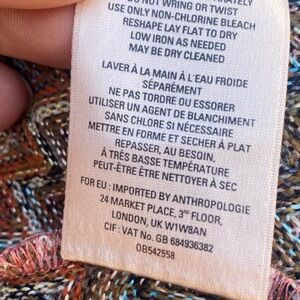 DO NOT WRING OR TWIST
USE ONLY NON-CHLORINE BLEACH
RESHAPE LAY FLAT TO DRY
LOW IRON AS NEEDED
MAY BE DRY CLEANED
LAVER À LA MAIN À L'EAU FROIDE
SÉPARÉMENT
NE PAS TORDRE OU ESSORER
UTILISER UN AGENT DE BLANCHIMENT
SANS CHLORE SI NÉCESSAIRE
METTRE EN FORME ET SECHER À PLAT
REPASSER, AU BESOIN,
À TRÉS BASSE TEMPÉRATURE
PEUT-ÊTRE ÊTRE NETTOYER À SEC
FOR EU : IMPORTED BY ANTHROPOLOGIE
24 MARKET PLACE, 3RD FLOOR,
LONDON, UK W1W8AN
CIF : VAT No. GB 684936382
OB542558